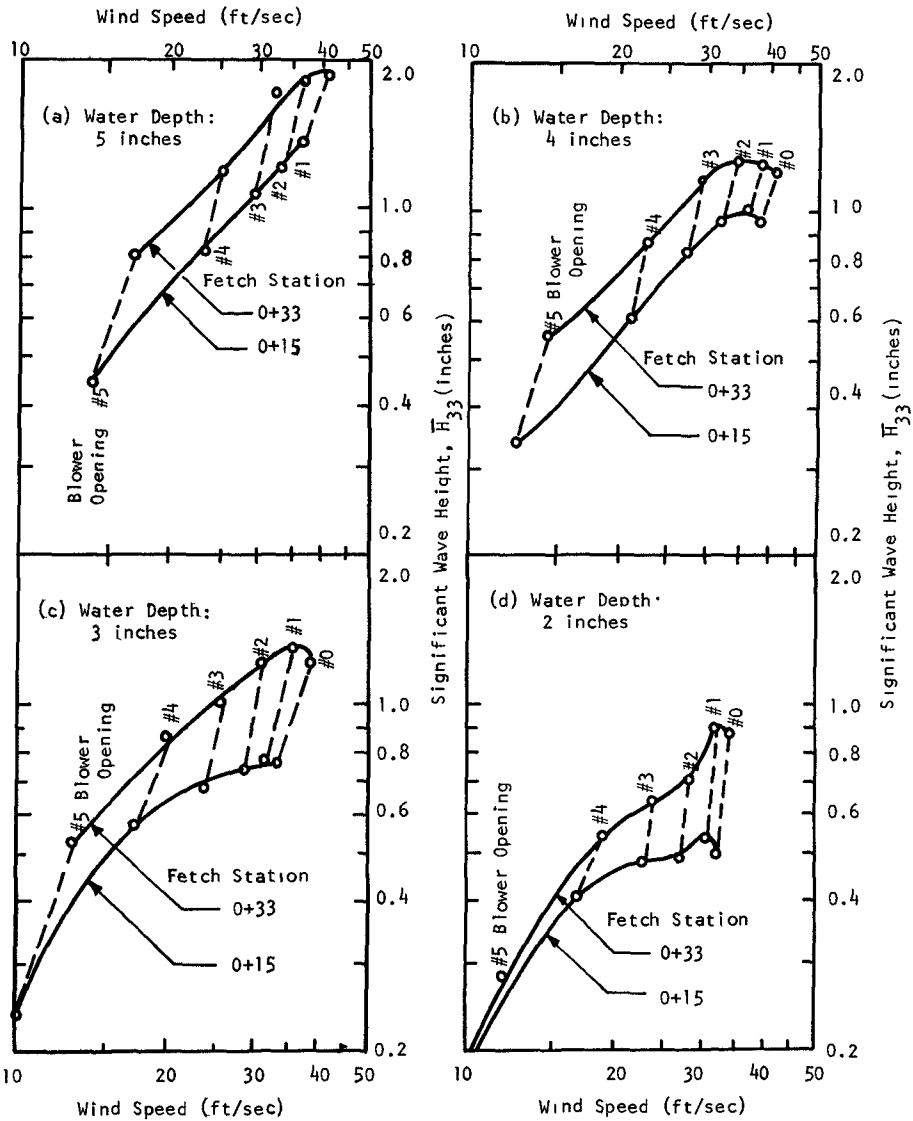 Wind Speed (ft/sec)
10 20 30 40 50
(a) Water Depth:
5 inches
#1
#2
#3
#4
#5
Fetch Station
0+33
0+15
Blower
Opening
2.0
1.0
0.8
0 6
0.4
0.2
Significant Wave Height, H̅33 (inches)
Wind Speed (ft/sec)
10 20 30 40 50
(b) Water Depth:
4 inches
#0
#1
#2
#3
#4
#5 Blower
Opening
Fetch Station
0+33
0+15
2.0
1 0
0.8
0.6
0.4
0.2
Significant Wave Height, H̅33 (inches)
(c) Water Depth:
3 inches
#0
#1
#2
#3
#4
#5 Blower
Opening
Fetch Station
0+33
0+15
2.0
1.0
0.8
0.6
0.4
0.2
10 20 30 40 50
Wind Speed (ft/sec)
(d) Water Depth·
2 inches
#0
#1
#2
#3
#4
#5 Blower Opening
Fetch Station
0+33
0+15
2.0
1.0
0.8
0.6
0.4
0.2
10 20 30 40 50
Wind Speed (ft/sec)